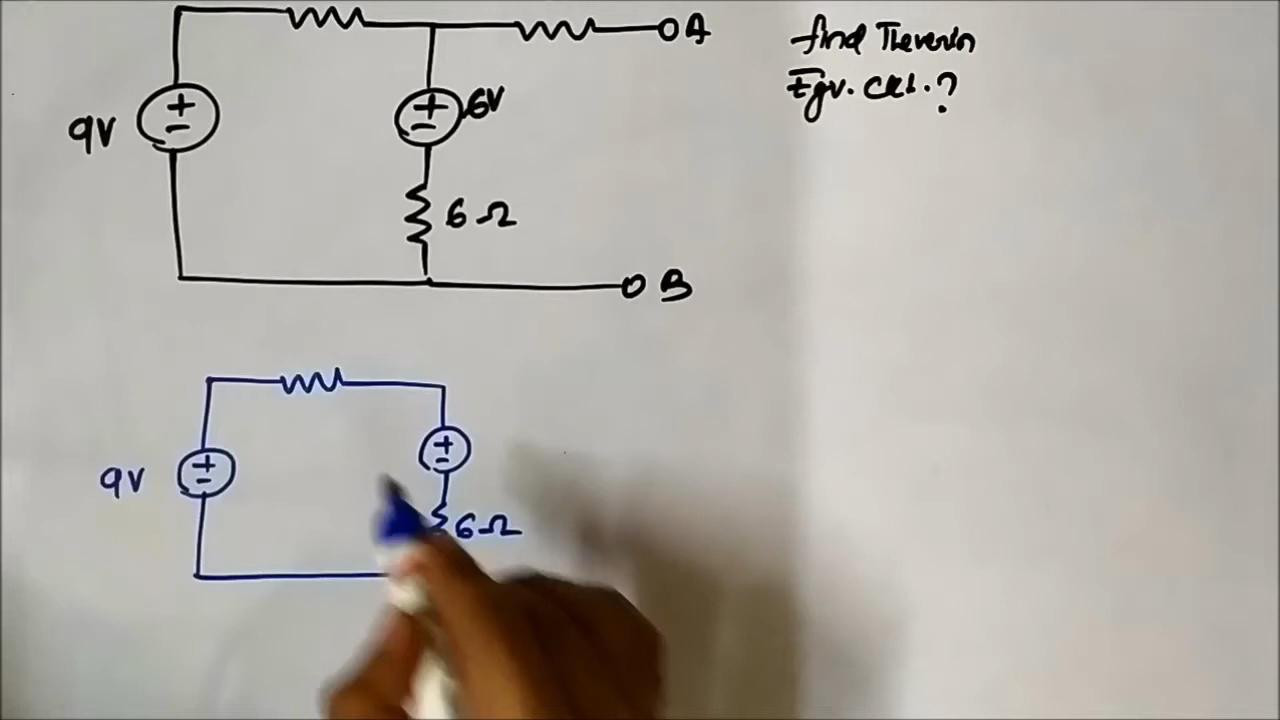 A
find Thevenin
Eqv. Ckt.?
9V
+
-
+
-
6V
6Ω
B
9V
+
-
+
-
6Ω